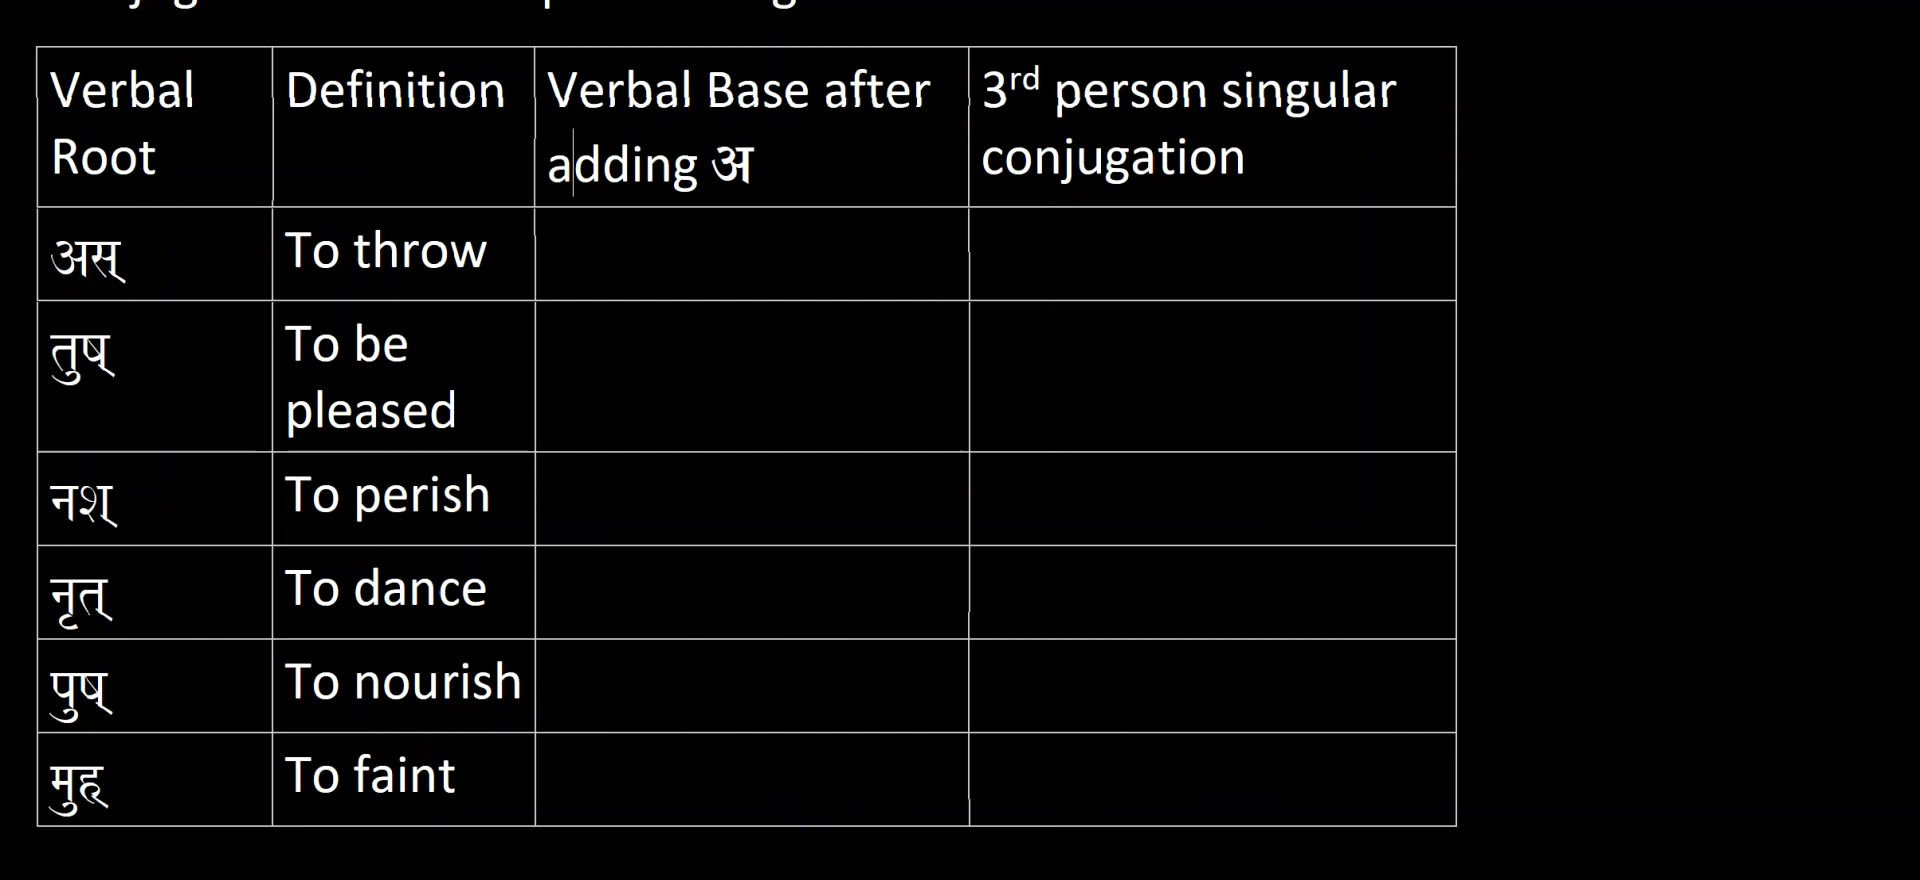 Verbal Root
Definition
Verbal Base after adding अ
3rd person singular conjugation
अस्
To throw
तुष्
To be pleased
नश्
To perish
नृत्
To dance
पुष्
To nourish
मुह्
To faint